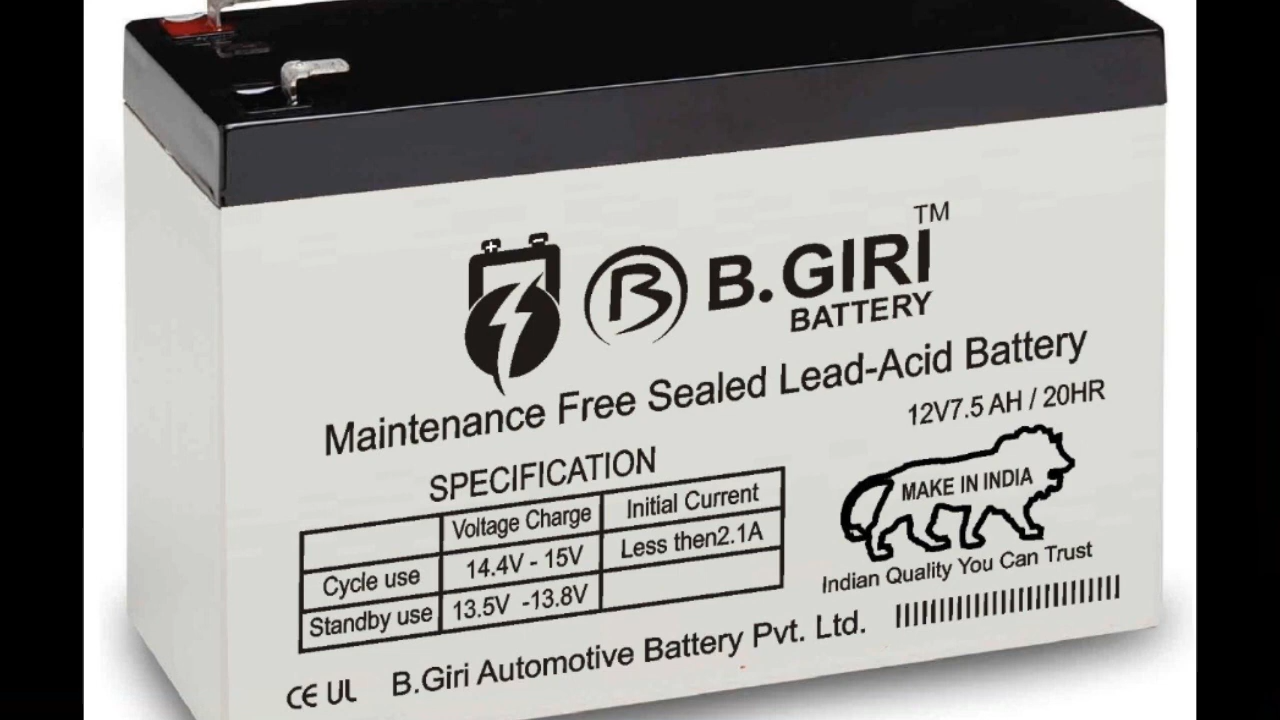 TM
B B.GIRI
BATTERY
Maintenance Free Sealed Lead-Acid Battery
12V7.5 AH / 20HR
SPECIFICATION
Voltage Charge Initial Current
Cycle use 14.4V - 15V Less then2.1A
Standby use 13.5V -13.8V
MAKE IN INDIA
Indian Quality You Can Trust
CE UL B.Giri Automotive Battery Pvt. Ltd.